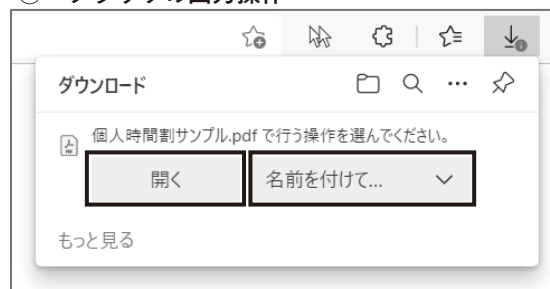 ダウンロード
個人時間割サンプル.pdf で行う操作を選んでください。
開く
名前を付けて...
もっと見る